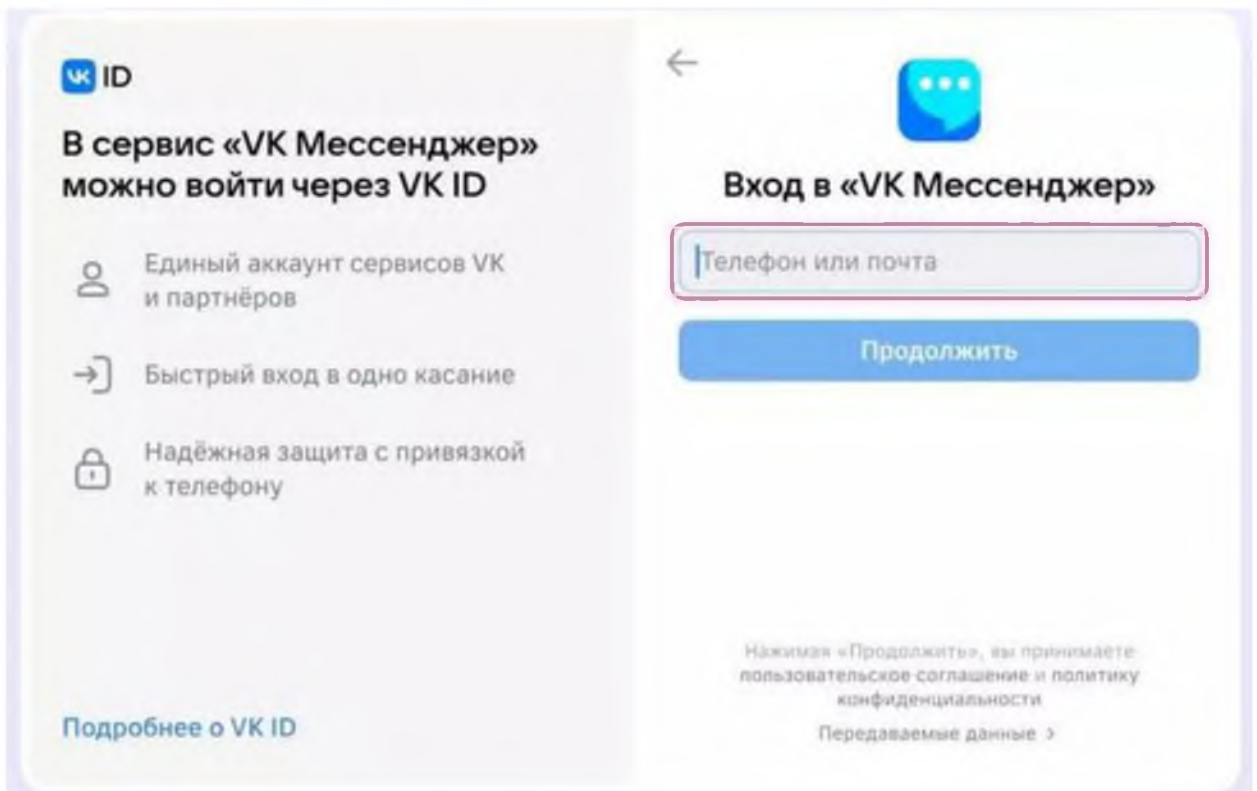 VK ID
В сервис «VK Мессенджер»
можно войти через VK ID
Единый аккаунт сервисов VK
и партнёров
Быстрый вход в одно касание
Надёжная защита с привязкой
к телефону
Подробнее о VK ID
Вход в «VK Мессенджер»
Телефон или почта
Продолжить
Нажимая «Продолжить», вы принимаете
пользовательское соглашение и политику
конфиденциальности
Передаваемые данные >